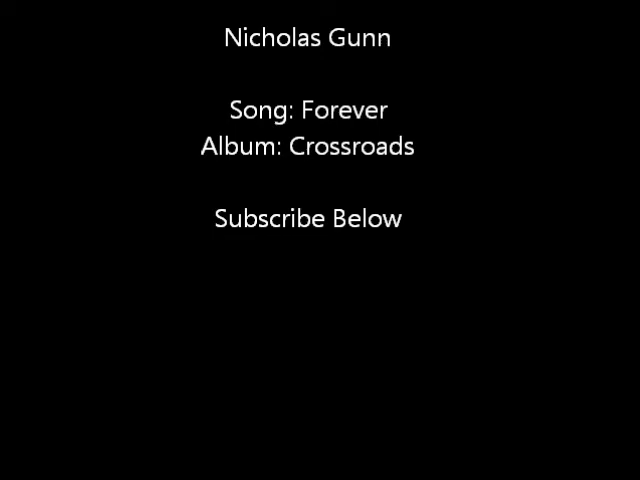 Nicholas Gunn
Song: Forever
Album: Crossroads
Subscribe Below